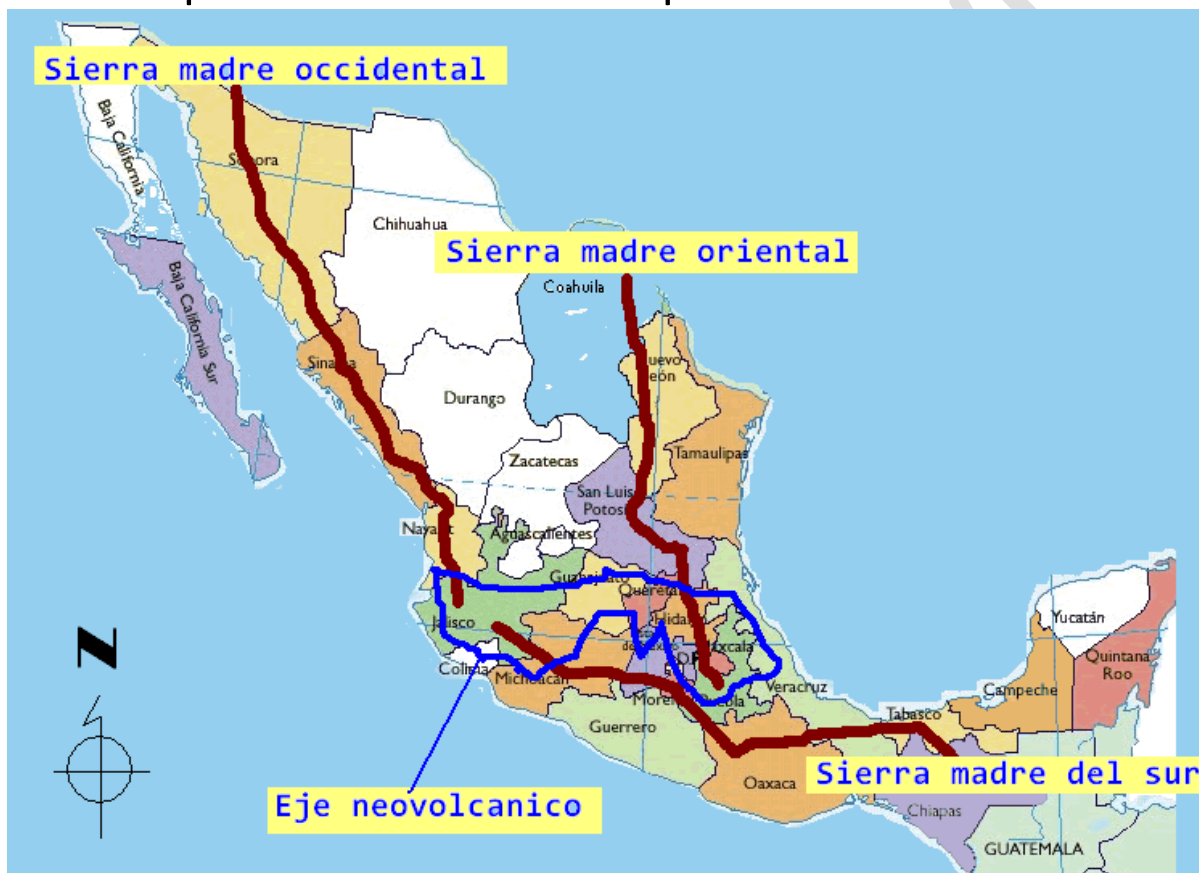 Sierra madre occidental
Baja California
Sonora
Chihuahua
Sierra madre oriental
Coahuila
Baja California Sur
Sinaloa
Nuevo
León
Durango
Tamaulipas
Zacatecas
San Luis
Potosí
Nayarit
Aguascalientes
Guanajuato
Querétaro
Yucatán
Jalisco
Hidalgo
Tlaxcala
D.F.
Quintana
Roo
Colima
Michoacán
Campeche
Veracruz
Morelos
Puebla
N
Guerrero
Tabasco
Sierra madre del sur
Oaxaca
Eje neovolcanico
Chiapas
GUATEMALA